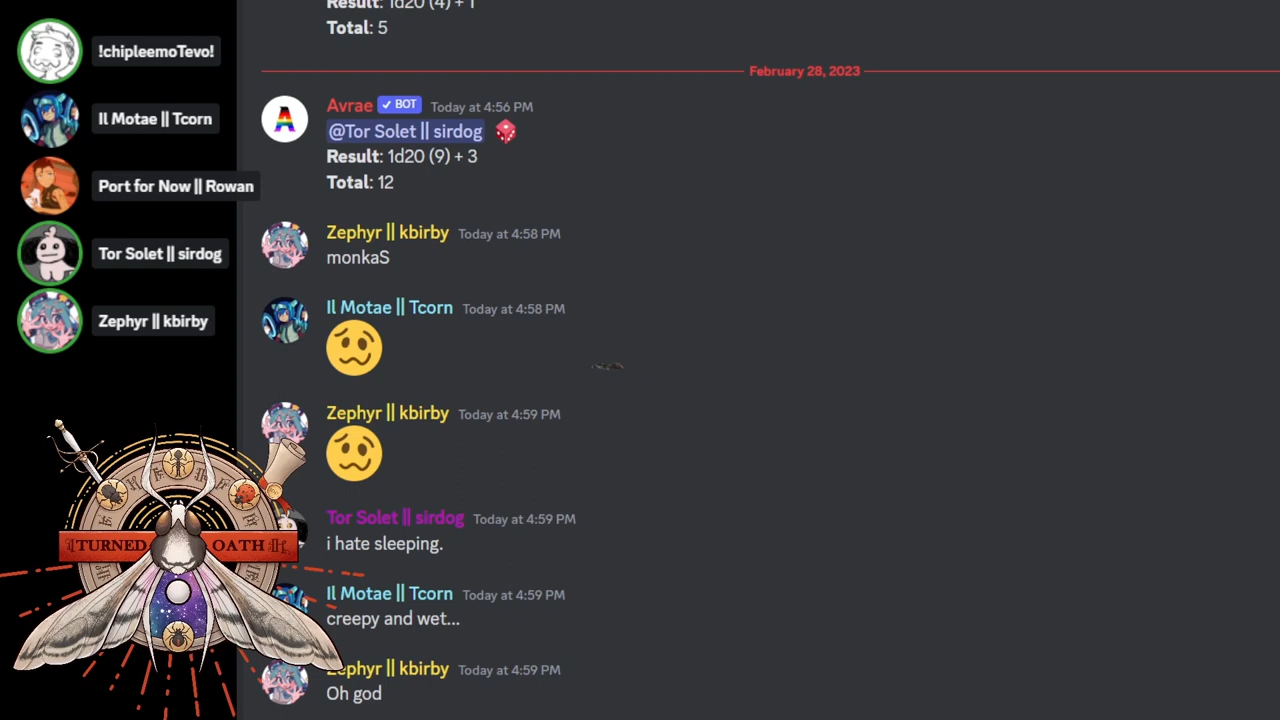 !chipleemoTevo!
Il Motae || Tcorn
Port for Now || Rowan
Tor Solet || sirdog
Zephyr || kbirby
TURNED OATH
Result: 1d20 (4) + 1
Total: 5
February 28, 2023
Avrae ✓ BOT Today at 4:56 PM
@Tor Solet || sirdog
Result: 1d20 (9) + 3
Total: 12
Zephyr || kbirby Today at 4:58 PM
monkaS
Il Motae || Tcorn Today at 4:58 PM
Zephyr || kbirby Today at 4:59 PM
Tor Solet || sirdog Today at 4:59 PM
i hate sleeping.
Il Motae || Tcorn Today at 4:59 PM
creepy and wet...
Zephyr || kbirby Today at 4:59 PM
Oh god